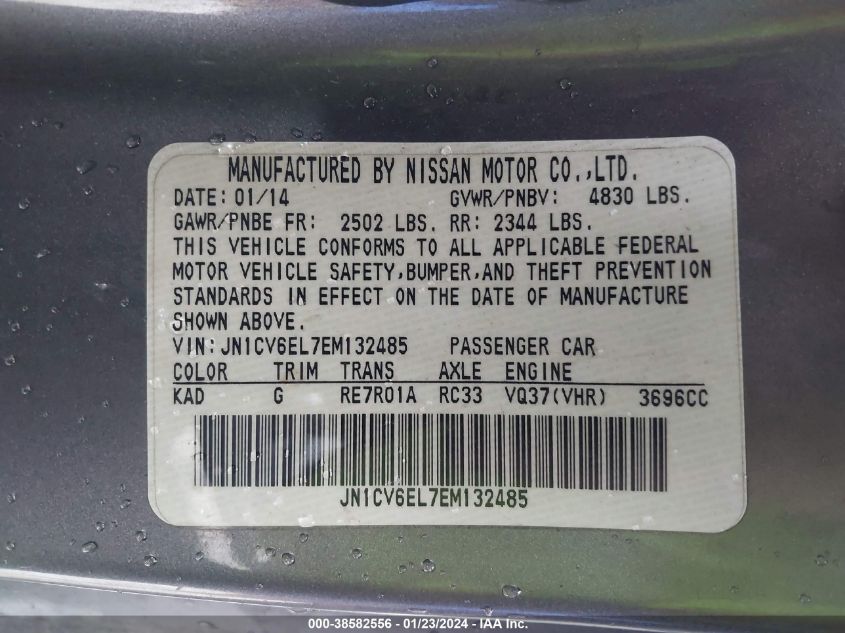 MANUFACTURED BY NISSAN MOTOR CO.,LTD.
DATE: 01/14 GVWR/PNBV: 4830 LBS.
GAWR/PNBE FR: 2502 LBS. RR: 2344 LBS.
THIS VEHICLE CONFORMS TO ALL APPLICABLE FEDERAL
MOTOR VEHICLE SAFETY,BUMPER,AND THEFT PREVENTION
STANDARDS IN EFFECT ON THE DATE OF MANUFACTURE
SHOWN ABOVE.
VIN:JN1CV6EL7EM132485 PASSENGER CAR
COLOR TRIM TRANS AXLE ENGINE
KAD G RE7R01A RC33 VQ37(VHR) 3696CC
JN1CV6EL7EM132485
000-38582556 - 01/23/2024 - IAA Inc.